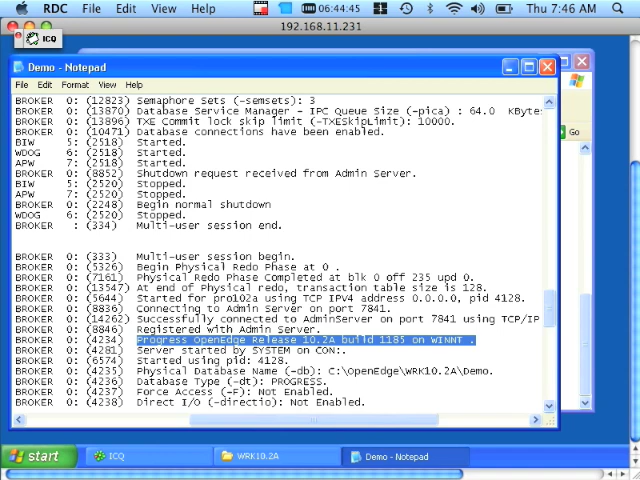 RDC File Edit View Help 06:44:45 Thu 7:46 AM
192.168.11.231
ICQ
Demo - Notepad
File Edit Format View Help
BROKER 0: (12823) Semaphore Sets (-semsets): 3
BROKER 0: (13870) Database Service Manager - IPC Queue Size (-pica) : 64.0 KBytes
BROKER 0: (13896) TXE Commit lock skip limit (-TXESkipLimit): 10000.
BROKER 0: (10471) Database connections have been enabled.
BIW 5: (2518) Started.
WDOG 6: (2518) Started.
APW 7: (2518) Started.
BROKER 0: (8852) Shutdown request received from Admin Server.
BIW 5: (2520) Stopped.
APW 7: (2520) Stopped.
BROKER 0: (2248) Begin normal shutdown
WDOG 6: (2520) Stopped.
BROKER : (334) Multi-user session end.
BROKER 0: (333) Multi-user session begin.
BROKER 0: (5326) Begin Physical Redo Phase at 0 .
BROKER 0: (7161) Physical Redo Phase Completed at blk 0 off 235 upd 0.
BROKER 0: (13547) At end of Physical redo, transaction table size is 128.
BROKER 0: (5644) Started for pro102a using TCP IPV4 address 0.0.0.0, pid 4128.
BROKER 0: (8836) Connecting to Admin Server on port 7841.
BROKER 0: (14262) Successfully connected to AdminServer on port 7841 using TCP/IP
BROKER 0: (8846) Registered with Admin Server.
BROKER 0: (4234) Progress OpenEdge Release 10.2A build 1185 on WINNT .
BROKER 0: (4281) Server started by SYSTEM on CON:.
BROKER 0: (6574) Started using pid: 4128.
BROKER 0: (4235) Physical Database Name (-db): C:\OpenEdge\WRK10.2A\Demo.
BROKER 0: (4236) Database Type (-dt): PROGRESS.
BROKER 0: (4237) Force Access (-F): Not Enabled.
BROKER 0: (4238) Direct I/O (-directio): Not Enabled.
Go
start ICQ WRK10.2A Demo - Notepad